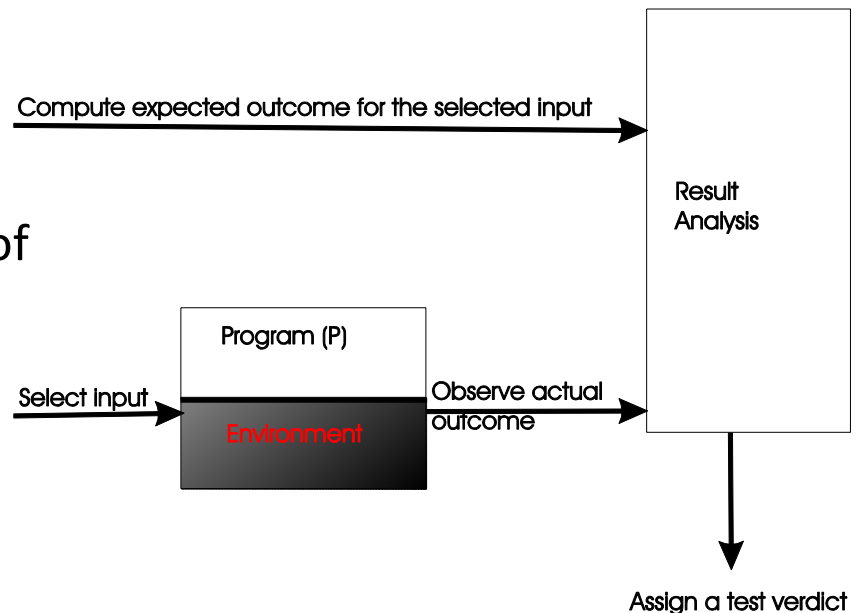 Compute expected outcome for the selected input
Result
Analysis
of
Program (P)
Select input
Observe actual
outcome
Environment
Assign a test verdict